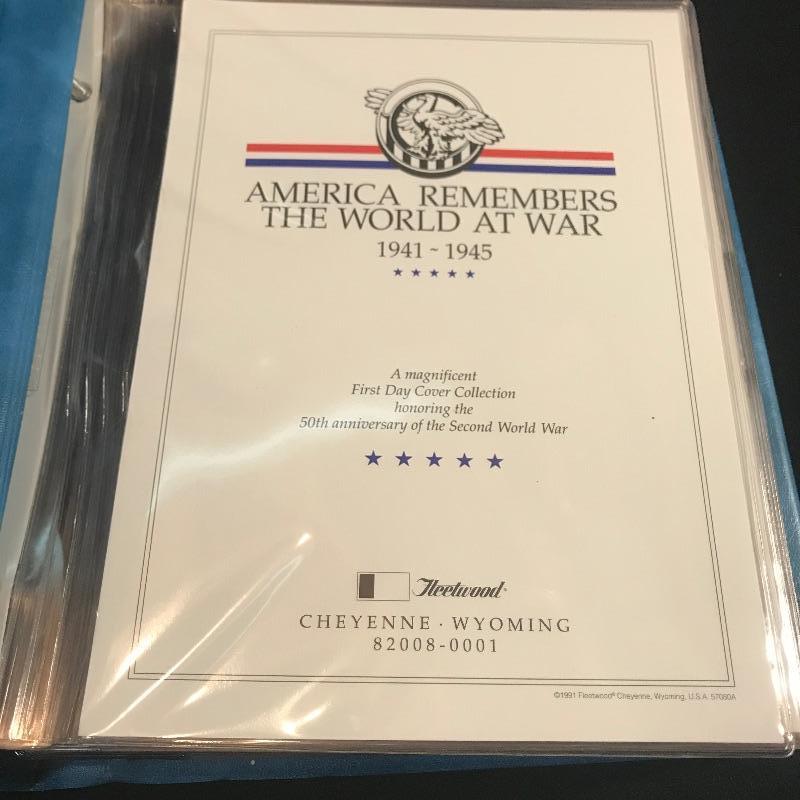 AMERICA REMEMBERS
THE WORLD AT WAR
1941 ~ 1945
A magnificent
First Day Cover Collection
honoring the
50th anniversary of the Second World War
Fleetwood®
CHEYENNE · WYOMING
82008-0001
©1991 Fleetwood® Cheyenne, Wyoming, U.S.A. 57080A